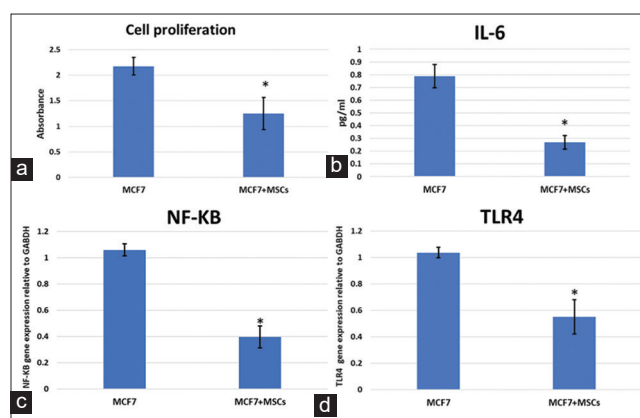 Cell proliferation
2.5
2
1.5
1
0.5
0
Absorbance
*
MCF7
MCF7+MSCs
a
IL-6
1
0.9
0.8
0.7
0.6
0.5
0.4
0.3
0.2
0.1
0
pg/ml
*
MCF7
MCF7+MSCs
b
NF-KB
1.2
1
0.8
0.6
0.4
0.2
0
NF-KB gene expression relative to GABDH
*
MCF7
MCF7+MSCs
c
TLR4
1.2
1
0.8
0.6
0.4
0.2
0
TLR4 gene expression relative to GABDH
*
MCF7
MCF7+MSCs
d